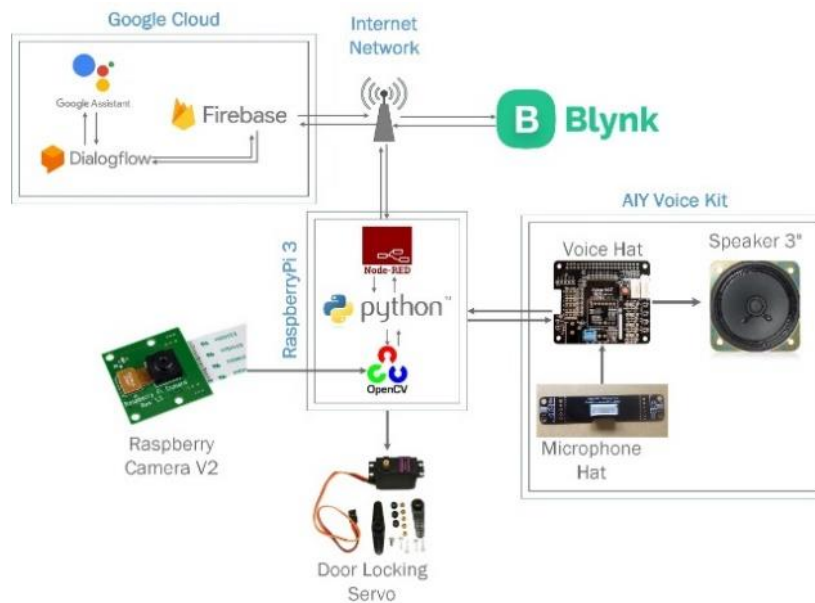 Google Cloud
Internet
Network
Google Assistant
Firebase
Dialogflow
B Blynk
RaspberryPi 3
Node-RED
python™
OpenCV
AIY Voice Kit
Voice Hat
Speaker 3"
Microphone
Hat
Raspberry
Camera V2
Door Locking
Servo